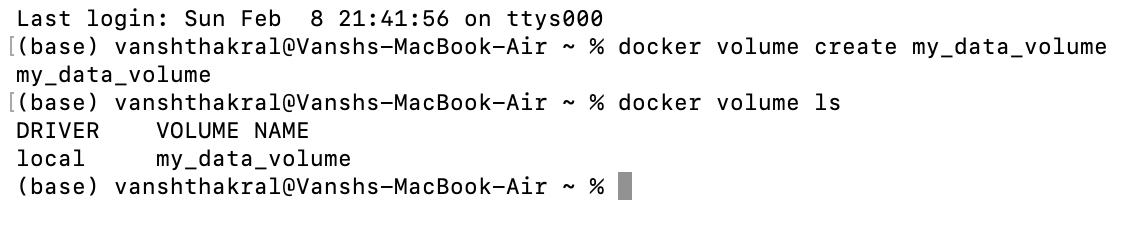 Last login: Sun Feb  8 21:41:56 on ttys000
[(base) vanshthakral@Vanshs-MacBook-Air ~ % docker volume create my_data_volume
my_data_volume
[(base) vanshthakral@Vanshs-MacBook-Air ~ % docker volume ls
DRIVER    VOLUME NAME
local     my_data_volume
(base) vanshthakral@Vanshs-MacBook-Air ~ %